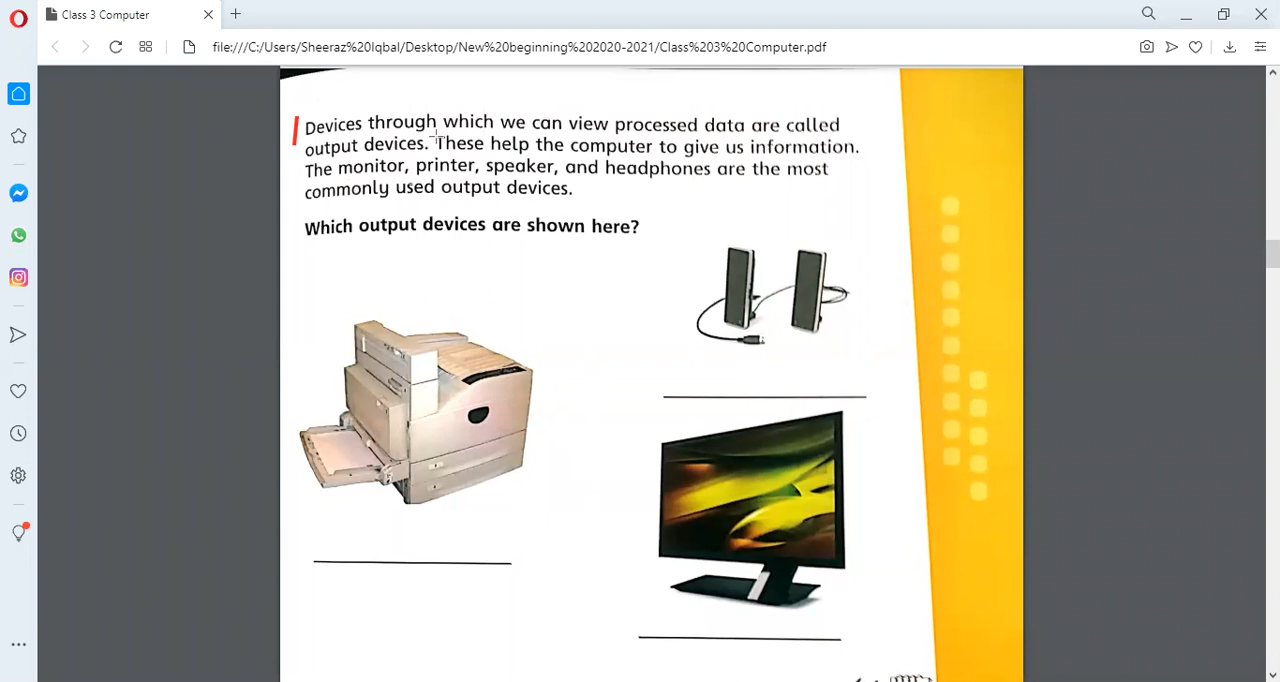 Class 3 Computer
file:///C:/Users/Sheeraz%20Iqbal/Desktop/New%20beginning%202020-2021/Class%203%20Computer.pdf
Devices through which we can view processed data are called
output devices. These help the computer to give us information.
The monitor, printer, speaker, and headphones are the most
commonly used output devices.
Which output devices are shown here?